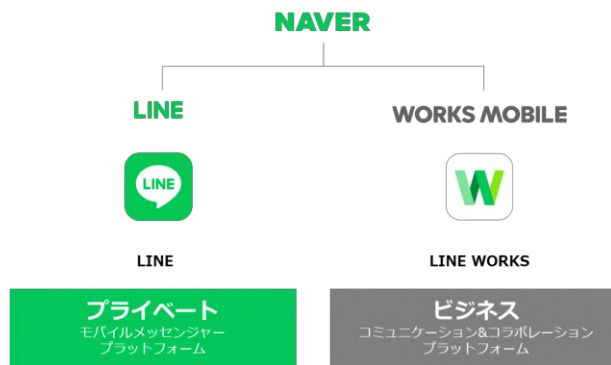 NAVER
LINE
WORKS MOBILE
LINE
W
LINE
LINE WORKS
プライベート
モバイルメッセンジャー
プラットフォーム
ビジネス
コミュニケーション&コラボレーション
プラットフォーム